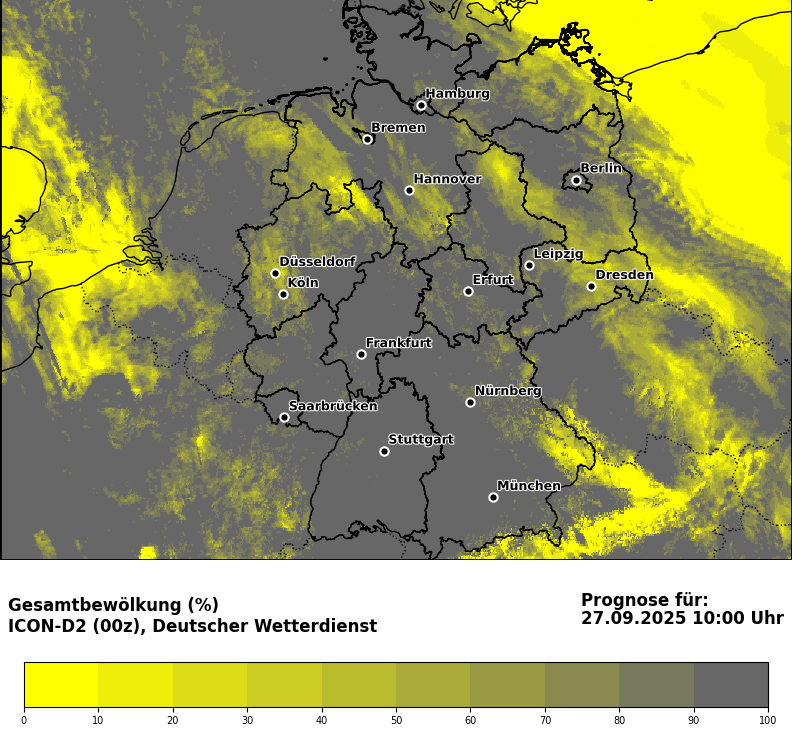 Hamburg
Bremen
Berlin
Hannover
Leipzig
Düsseldorf
Dresden
Erfurt
Köln
Frankfurt
Nürnberg
Saarbrücken
Stuttgart
München
Gesamtbewölkung (%)
ICON-D2 (00z), Deutscher Wetterdienst
Prognose für:
27.09.2025 10:00 Uhr
0 10 20 30 40 50 60 70 80 90 100